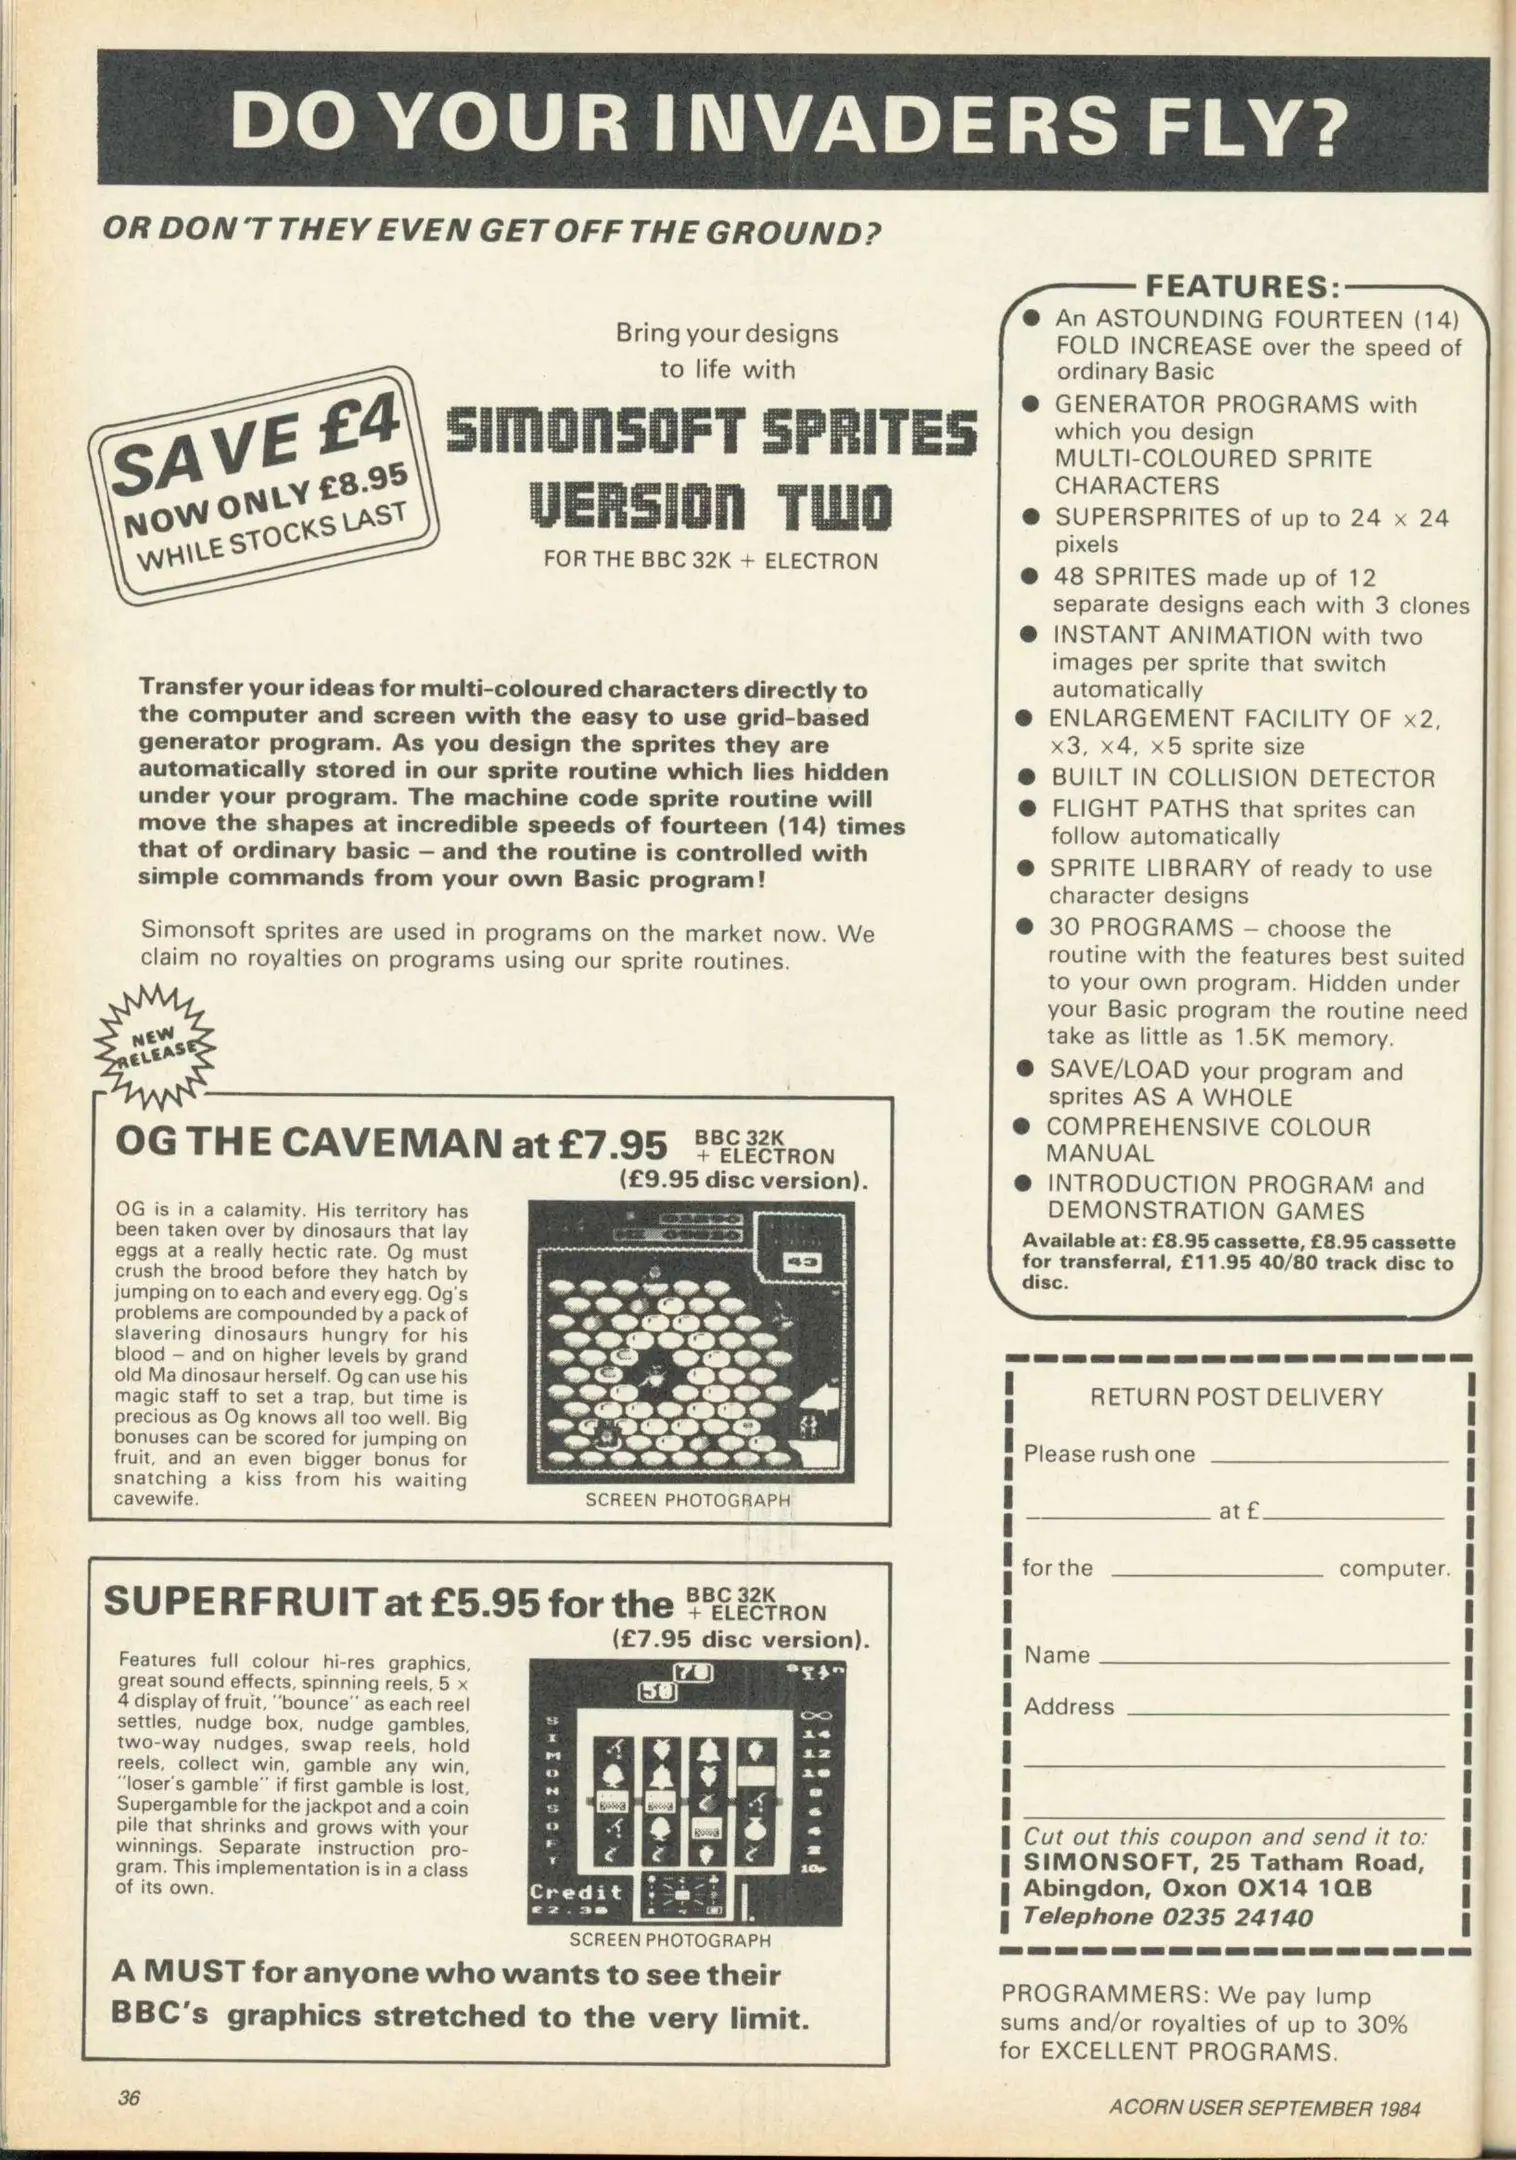 DO YOUR INVADERS FLY?
OR DON'T THEY EVEN GET OFF THE GROUND?
SAVE £4
NOW ONLY £8.95
WHILE STOCKS LAST
Bring your designs
to life with
SIMONSOFT SPRITES
VERSION TWO
FOR THE BBC 32K + ELECTRON
Transfer your ideas for multi-coloured characters directly to
the computer and screen with the easy to use grid-based
generator program. As you design the sprites they are
automatically stored in our sprite routine which lies hidden
under your program. The machine code sprite routine will
move the shapes at incredible speeds of fourteen (14) times
that of ordinary basic – and the routine is controlled with
simple commands from your own Basic program!
Simonsoft sprites are used in programs on the market now. We
claim no royalties on programs using our sprite routines.
NEW
RELEASE
OG THE CAVEMAN at £7.95 BBC 32K
+ ELECTRON
(£9.95 disc version).
OG is in a calamity. His territory has
been taken over by dinosaurs that lay
eggs at a really hectic rate. Og must
crush the brood before they hatch by
jumping on to each and every egg. Og's
problems are compounded by a pack of
slavering dinosaurs hungry for his
blood – and on higher levels by grand
old Ma dinosaur herself. Og can use his
magic staff to set a trap, but time is
precious as Og knows all too well. Big
bonuses can be scored for jumping on
fruit, and an even bigger bonus for
snatching a kiss from his waiting
cavewife.
43
SCREEN PHOTOGRAPH
SUPERFRUIT at £5.95 for the BBC 32K
+ ELECTRON
(£7.95 disc version).
Features full colour hi-res graphics,
great sound effects, spinning reels, 5 ×
4 display of fruit, "bounce" as each reel
settles, nudge box, nudge gambles,
two-way nudges, swap reels, hold
reels, collect win, gamble any win,
"loser's gamble" if first gamble is lost,
Supergamble for the jackpot and a coin
pile that shrinks and grows with your
winnings. Separate instruction pro-
gram. This implementation is in a class
of its own.
70
50
SIMONSOFT
∞
14
12
10
8
6
4
2
10p
Credit
£2.30
SCREEN PHOTOGRAPH
A MUST for anyone who wants to see their
BBC's graphics stretched to the very limit.
FEATURES:
● An ASTOUNDING FOURTEEN (14)
FOLD INCREASE over the speed of
ordinary Basic
● GENERATOR PROGRAMS with
which you design
MULTI-COLOURED SPRITE
CHARACTERS
● SUPERSPRITES of up to 24 × 24
pixels
● 48 SPRITES made up of 12
separate designs each with 3 clones
● INSTANT ANIMATION with two
images per sprite that switch
automatically
● ENLARGEMENT FACILITY OF ×2,
×3, ×4, ×5 sprite size
● BUILT IN COLLISION DETECTOR
● FLIGHT PATHS that sprites can
follow automatically
● SPRITE LIBRARY of ready to use
character designs
● 30 PROGRAMS – choose the
routine with the features best suited
to your own program. Hidden under
your Basic program the routine need
take as little as 1.5K memory.
● SAVE/LOAD your program and
sprites AS A WHOLE
● COMPREHENSIVE COLOUR
MANUAL
● INTRODUCTION PROGRAM and
DEMONSTRATION GAMES
Available at: £8.95 cassette, £8.95 cassette
for transferral, £11.95 40/80 track disc to
disc.
RETURN POST DELIVERY
Please rush one
at £
for the computer.
Name
Address
Cut out this coupon and send it to:
SIMONSOFT, 25 Tatham Road,
Abingdon, Oxon OX14 1QB
Telephone 0235 24140
PROGRAMMERS: We pay lump
sums and/or royalties of up to 30%
for EXCELLENT PROGRAMS.
36
ACORN USER SEPTEMBER 1984